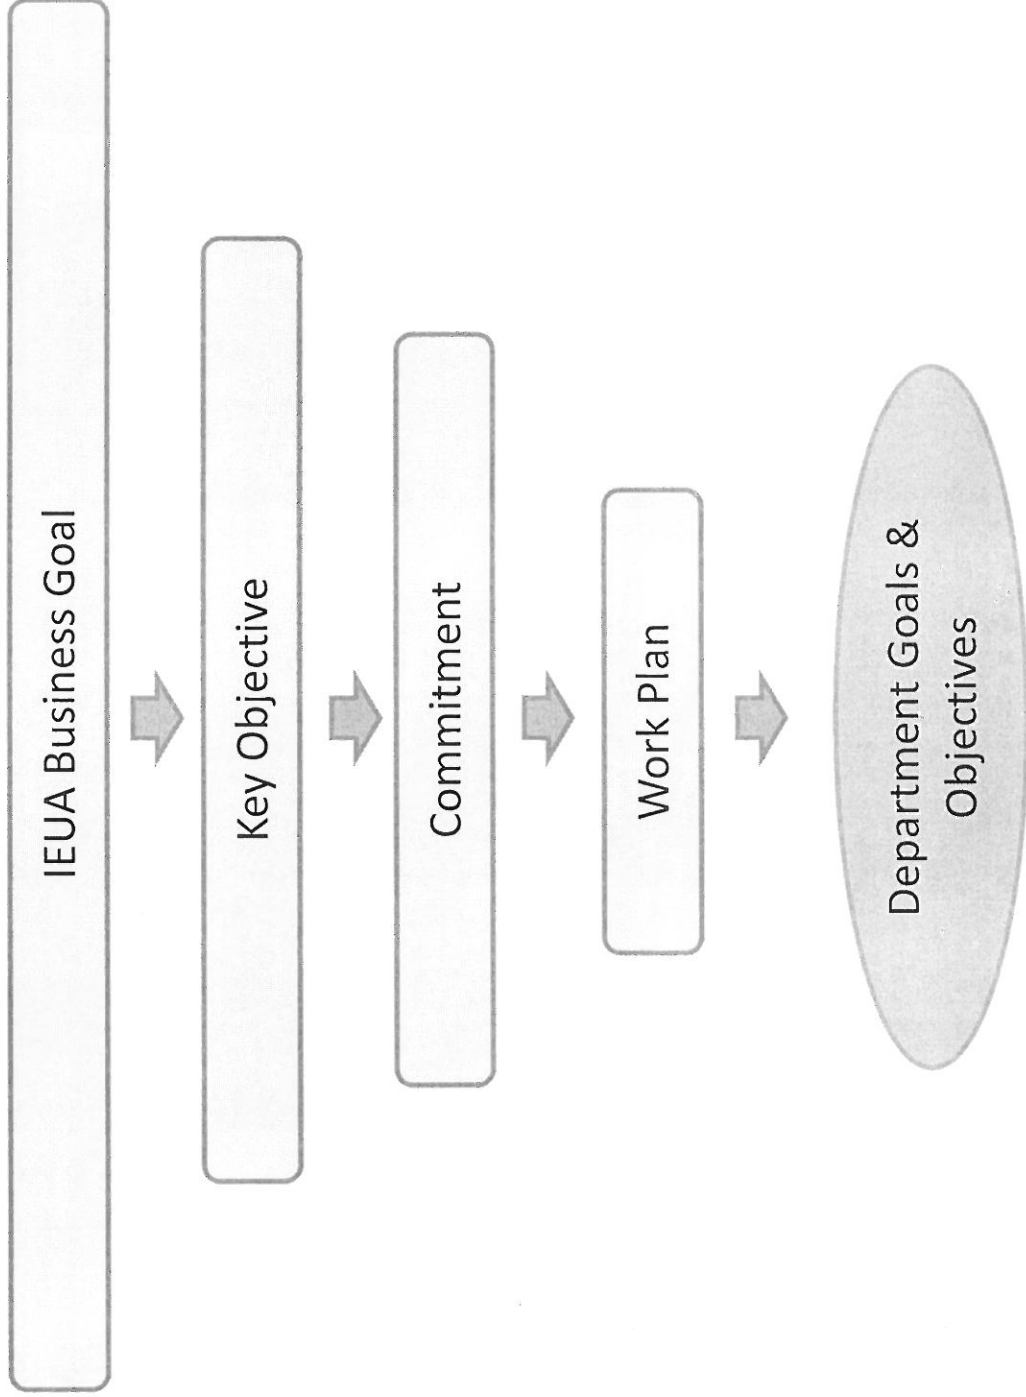 IEUA Business Goal
Key Objective
Commitment
Work Plan
Department Goals &
Objectives